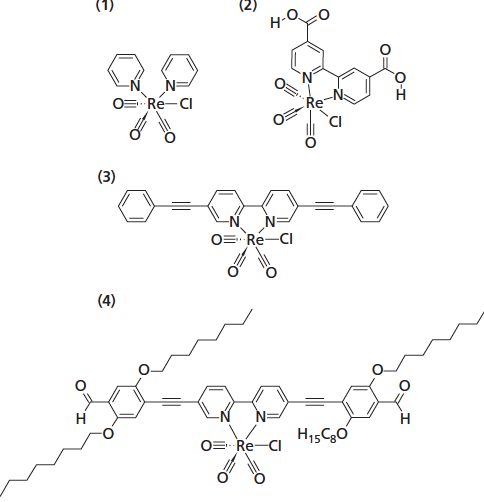 (1)
N N
O Re Cl
O O
(2)
H O O
O
N O
O N H
Re
O Cl
O
(3)
N N
O Re Cl
O O
(4)
O O
O O
H N N H
O H₁₅C₈O
O Re Cl
O O